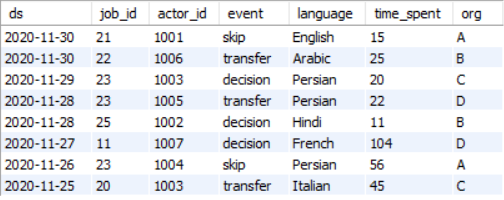 ds job_id actor_id event language time_spent org
2020-11-30 21 1001 skip English 15 A
2020-11-30 22 1006 transfer Arabic 25 B
2020-11-29 23 1003 decision Persian 20 C
2020-11-28 23 1005 transfer Persian 22 D
2020-11-28 25 1002 decision Hindi 11 B
2020-11-27 11 1007 decision French 104 D
2020-11-26 23 1004 skip Persian 56 A
2020-11-25 20 1003 transfer Italian 45 C